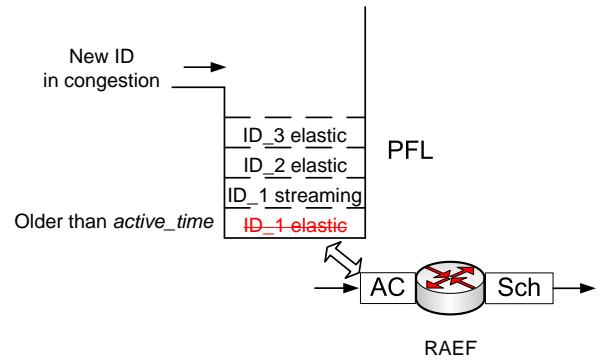 New ID
in congestion
ID_3 elastic
ID_2 elastic
ID_1 streaming
ID_1 elastic
PFL
Older than active_time
AC
Sch
RAEF